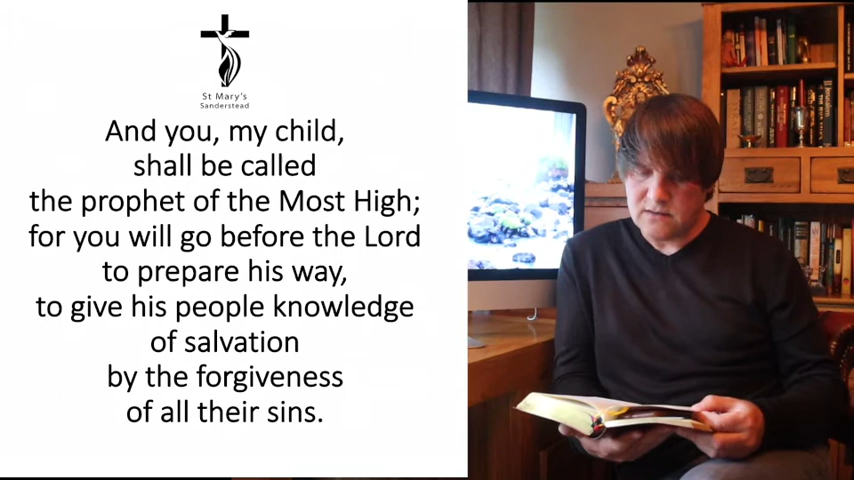 St Mary's
Sanderstead
And you, my child,
shall be called
the prophet of the Most High;
for you will go before the Lord
to prepare his way,
to give his people knowledge
of salvation
by the forgiveness
of all their sins.